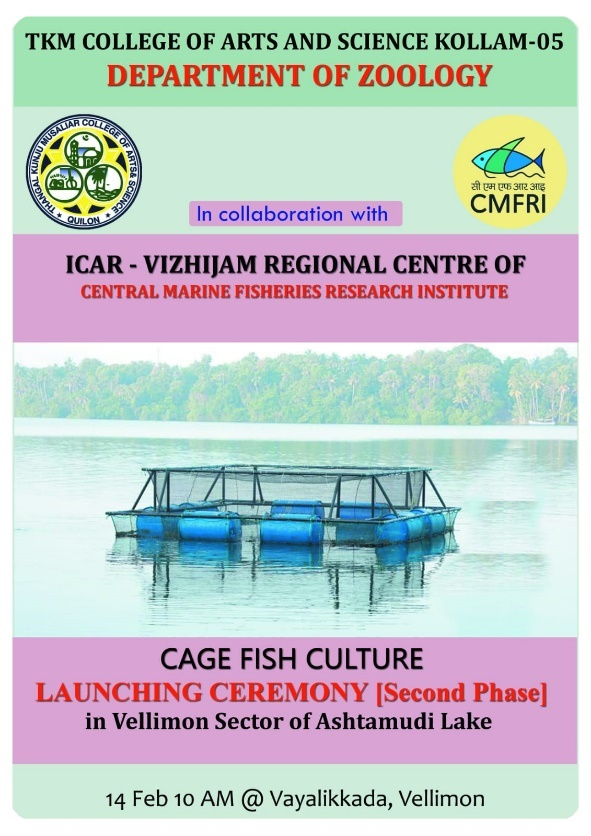 TKM COLLEGE OF ARTS AND SCIENCE KOLLAM-05
DEPARTMENT OF ZOOLOGY
THANGAL KUNJU MUSALIAR COLLEGE OF ARTS & SCIENCE
QUILON
सी एम एफ आर आइ
CMFRI
In collaboration with
ICAR - VIZHIJAM REGIONAL CENTRE OF
CENTRAL MARINE FISHERIES RESEARCH INSTITUTE
CAGE FISH CULTURE
LAUNCHING CEREMONY [Second Phase]
in Vellimon Sector of Ashtamudi Lake
14 Feb 10 AM @ Vayalikkada, Vellimon